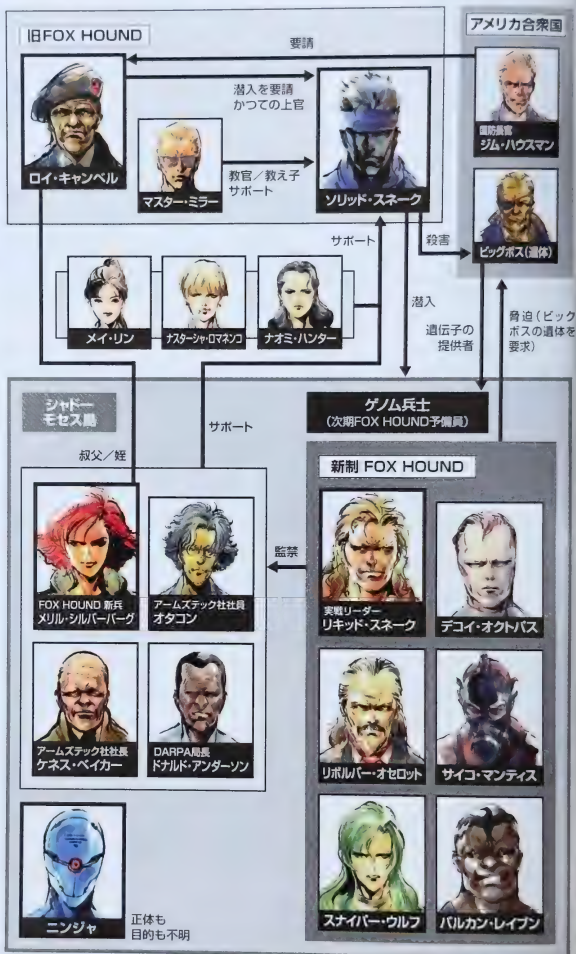 旧FOX HOUND
アメリカ合衆国
要請
国防長官
ジム・ハウスマン
潜入を要請
かつての上官
ロイ・キャンベル
マスター・ミラー
教官／教え子
サポート
ソリッド・スネーク
ビッグボス(遺体)
サポート
殺害
メイ・リン
ナスターシャ・ロマネンコ
ナオミ・ハンター
潜入
遺伝子の
提供者
脅迫（ビック
ボスの遺体を
要求）
シャドー
モセス島
サポート
ゲノム兵士
（次期FOX HOUND予備員）
叔父／姪
新制 FOX HOUND
監禁
FOX HOUND 新兵
メリル・シルバーバーグ
アームズテック社社員
オタコン
実戦リーダー
リキッド・スネーク
デコイ・オクトパス
アームズテック社社長
ケネス・ベイカー
DARPA局長
ドナルド・アンダーソン
リボルバー・オセロット
サイコ・マンティス
ニンジャ
正体も
目的も不明
スナイパー・ウルフ
バルカン・レイブン